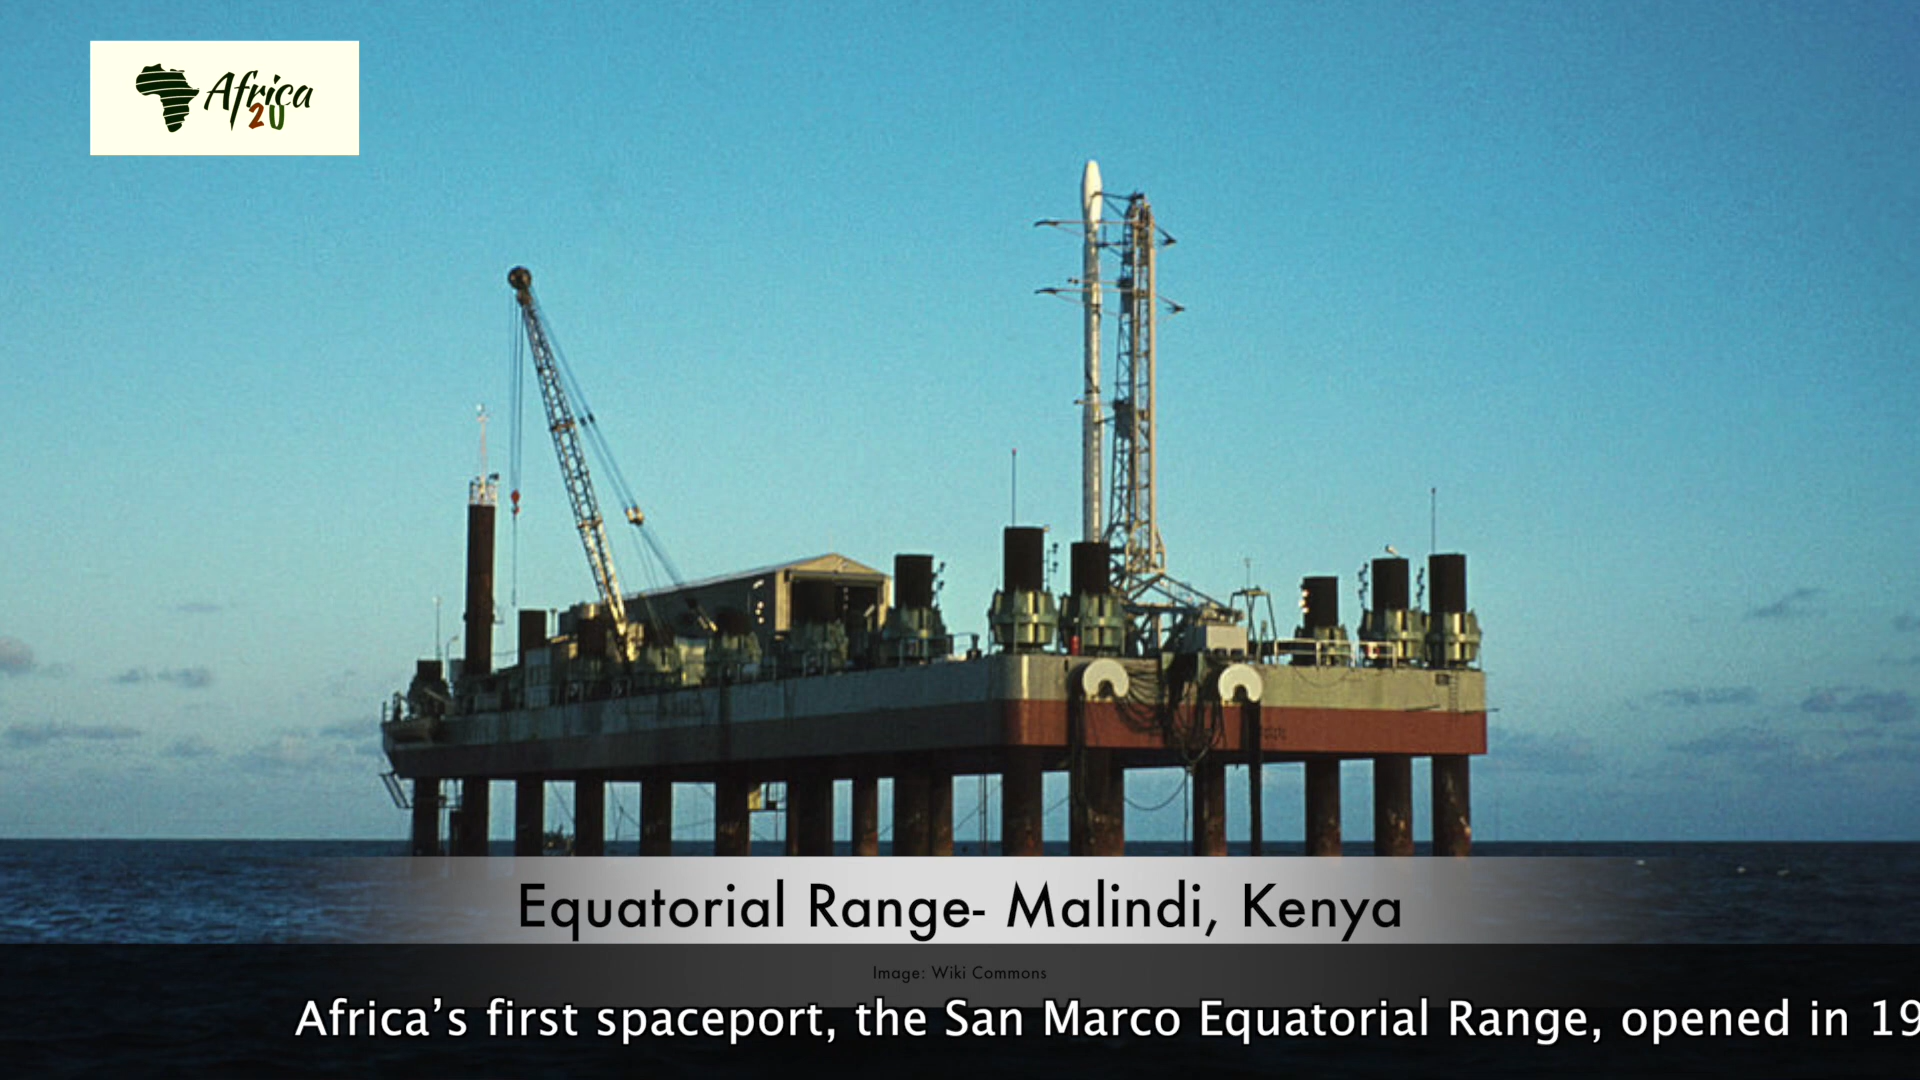 Africa
2U
Equatorial Range- Malindi, Kenya
Image: Wiki Commons
Africa’s first spaceport, the San Marco Equatorial Range, opened in 19